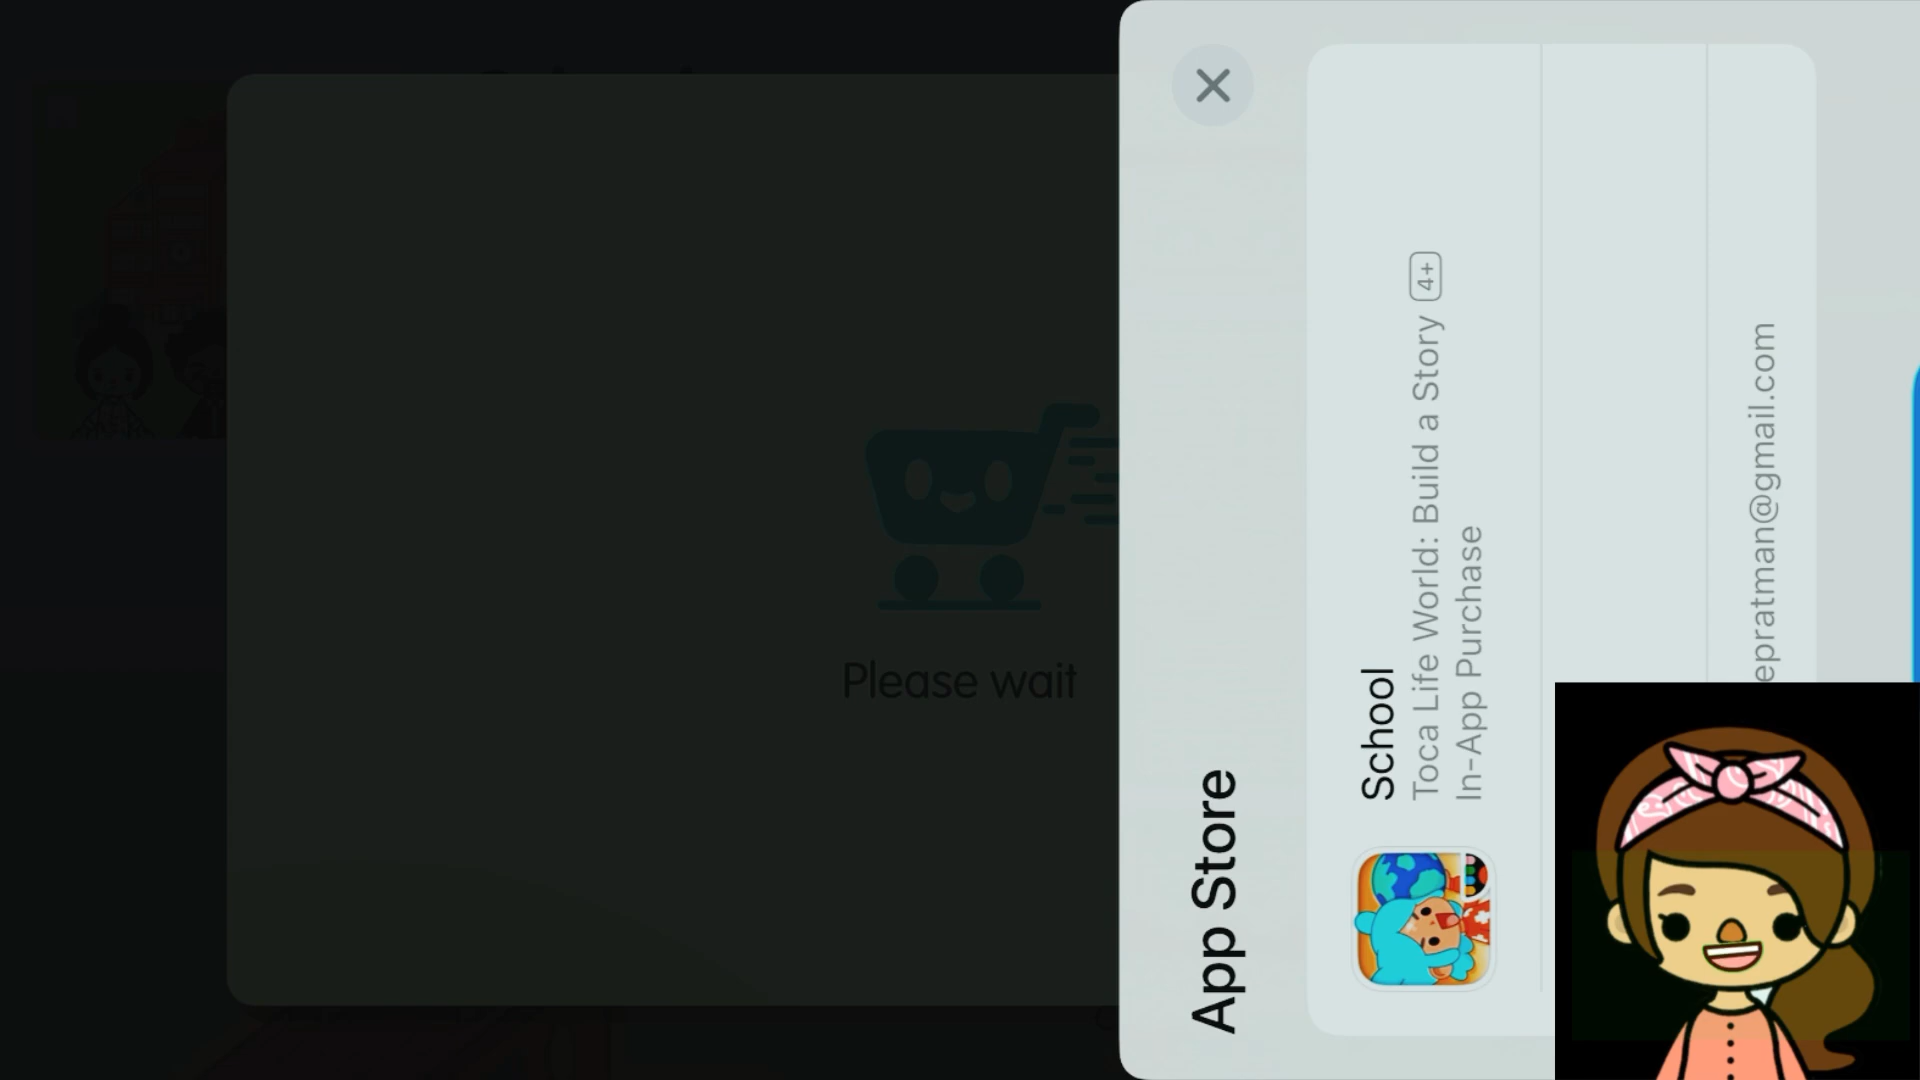 Please wait
App Store
School
Toca Life World: Build a Story 4+
In-App Purchase
epratman@gmail.com